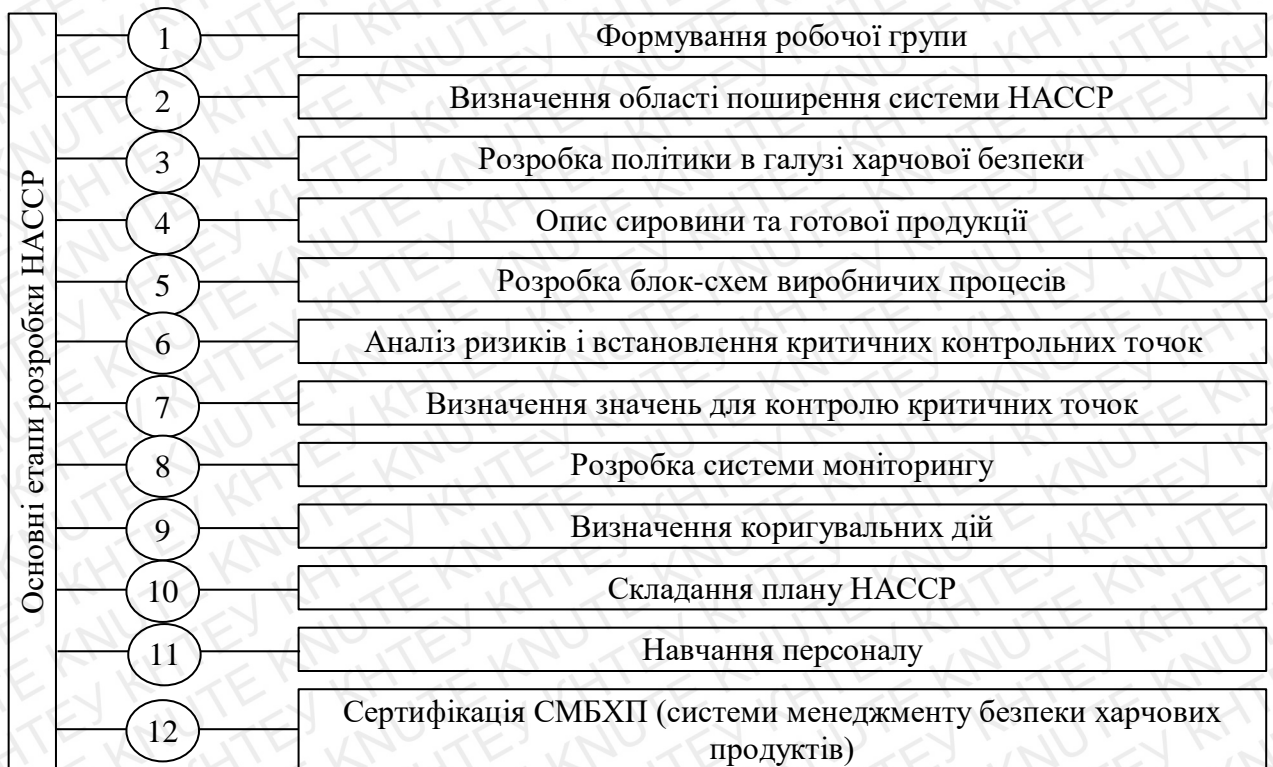 Основні етапи розробки НАССР
1
Формування робочої групи
2
Визначення області поширення системи НАССР
3
Розробка політики в галузі харчової безпеки
4
Опис сировини та готової продукції
5
Розробка блок-схем виробничих процесів
6
Аналіз ризиків і встановлення критичних контрольних точок
7
Визначення значень для контролю критичних точок
8
Розробка системи моніторингу
9
Визначення коригувальних дій
10
Складання плану НАССР
11
Навчання персоналу
12
Сертифікація СМБХП (системи менеджменту безпеки харчових
продуктів)